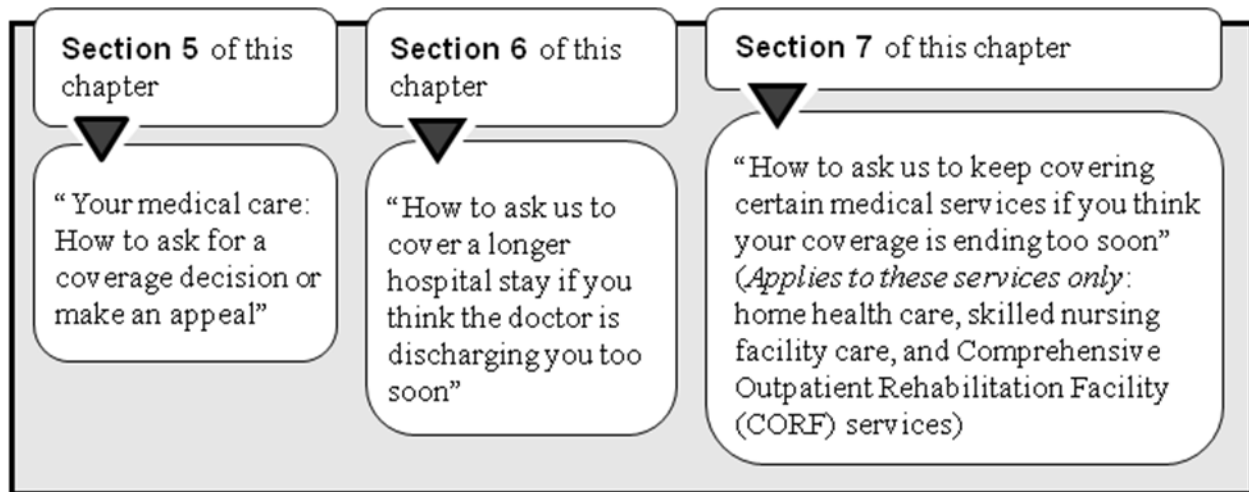 Section 5 of this
chapter
“Your medical care:
How to ask for a
coverage decision or
make an appeal”
Section 6 of this
chapter
“How to ask us to
cover a longer
hospital stay if you
think the doctor is
discharging you too
soon”
Section 7 of this chapter
“How to ask us to keep covering
certain medical services if you think
your coverage is ending too soon”
(Applies to these services only:
home health care, skilled nursing
facility care, and Comprehensive
Outpatient Rehabilitation Facility
(CORF) services)